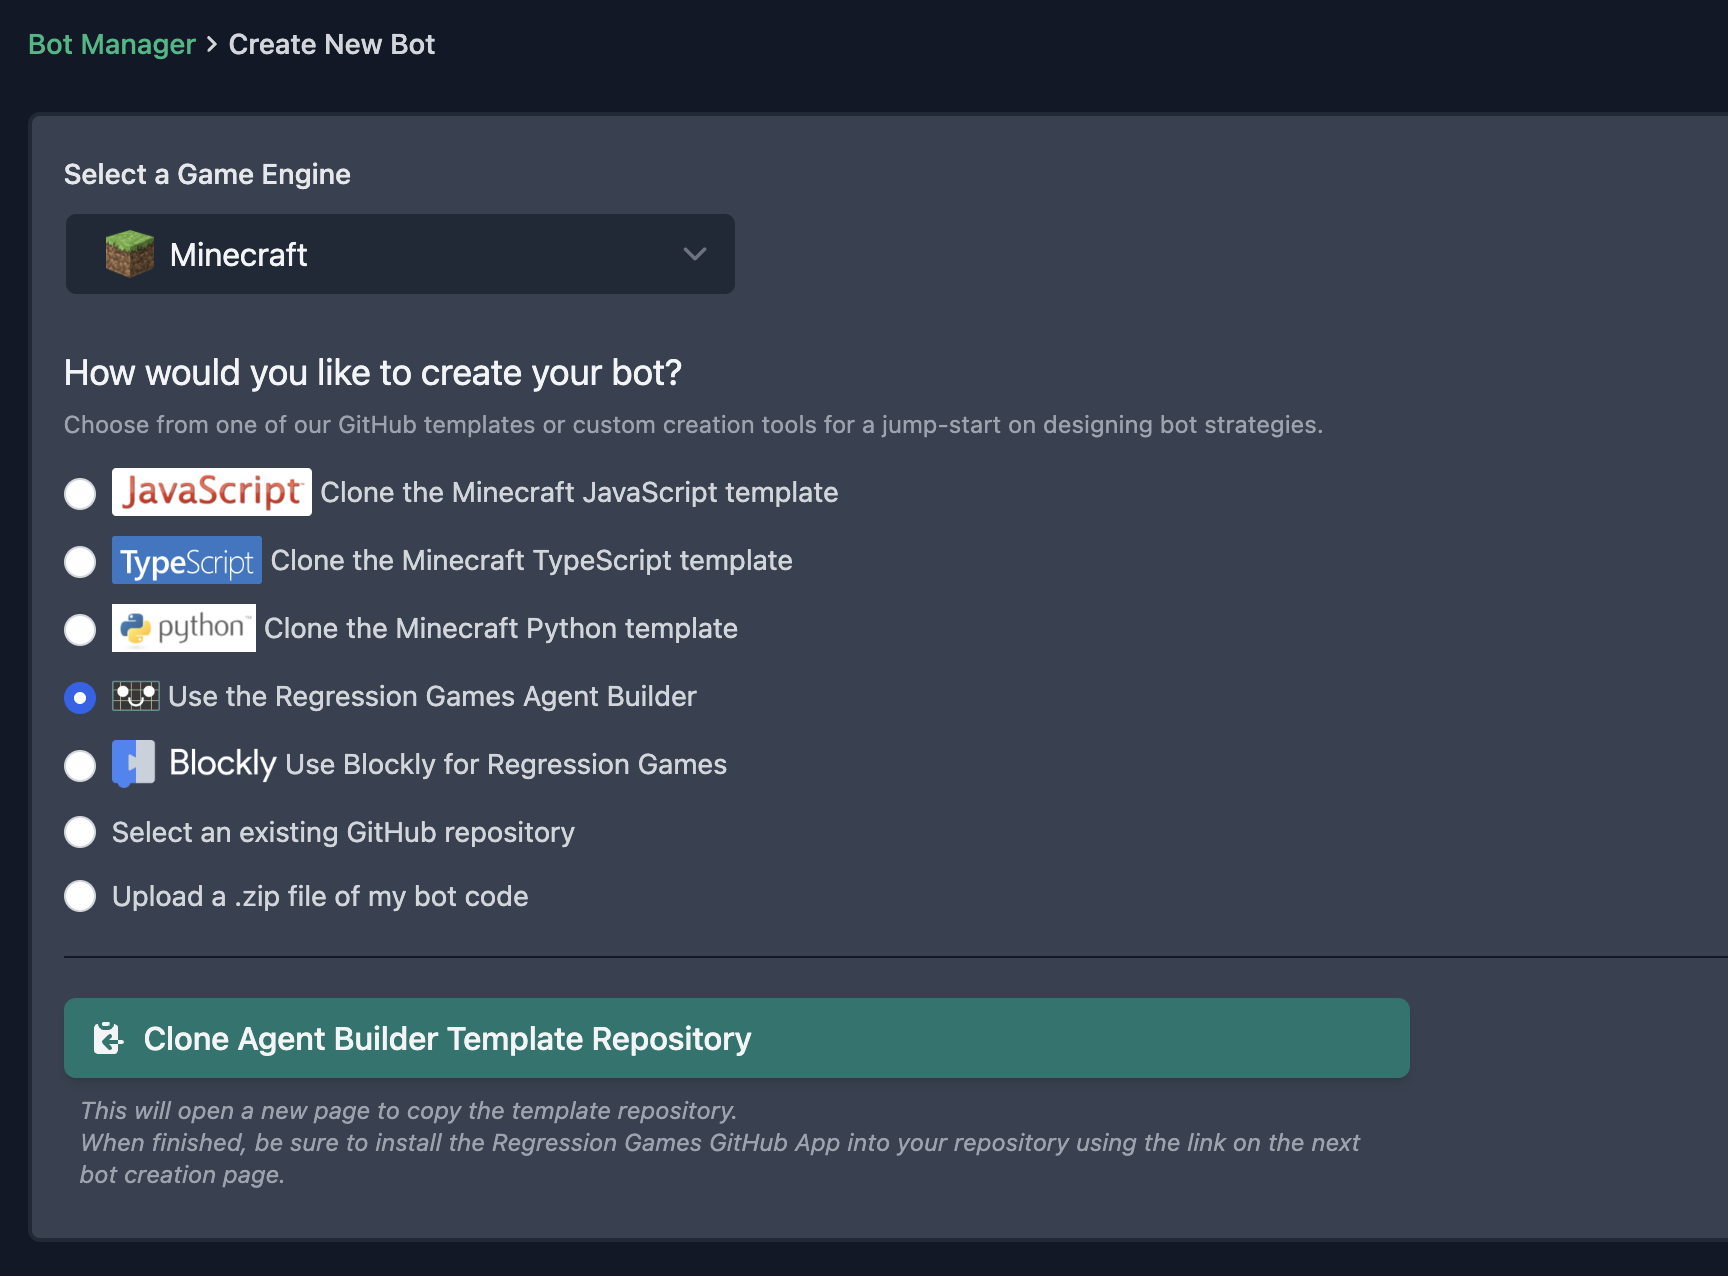 Bot Manager > Create New Bot
Select a Game Engine
Minecraft
How would you like to create your bot?
Choose from one of our GitHub templates or custom creation tools for a jump-start on designing bot strategies.
JavaScript Clone the Minecraft JavaScript template
TypeScript Clone the Minecraft TypeScript template
python™ Clone the Minecraft Python template
Use the Regression Games Agent Builder
Blockly Use Blockly for Regression Games
Select an existing GitHub repository
Upload a .zip file of my bot code
Clone Agent Builder Template Repository
This will open a new page to copy the template repository.
When finished, be sure to install the Regression Games GitHub App into your repository using the link on the next
bot creation page.